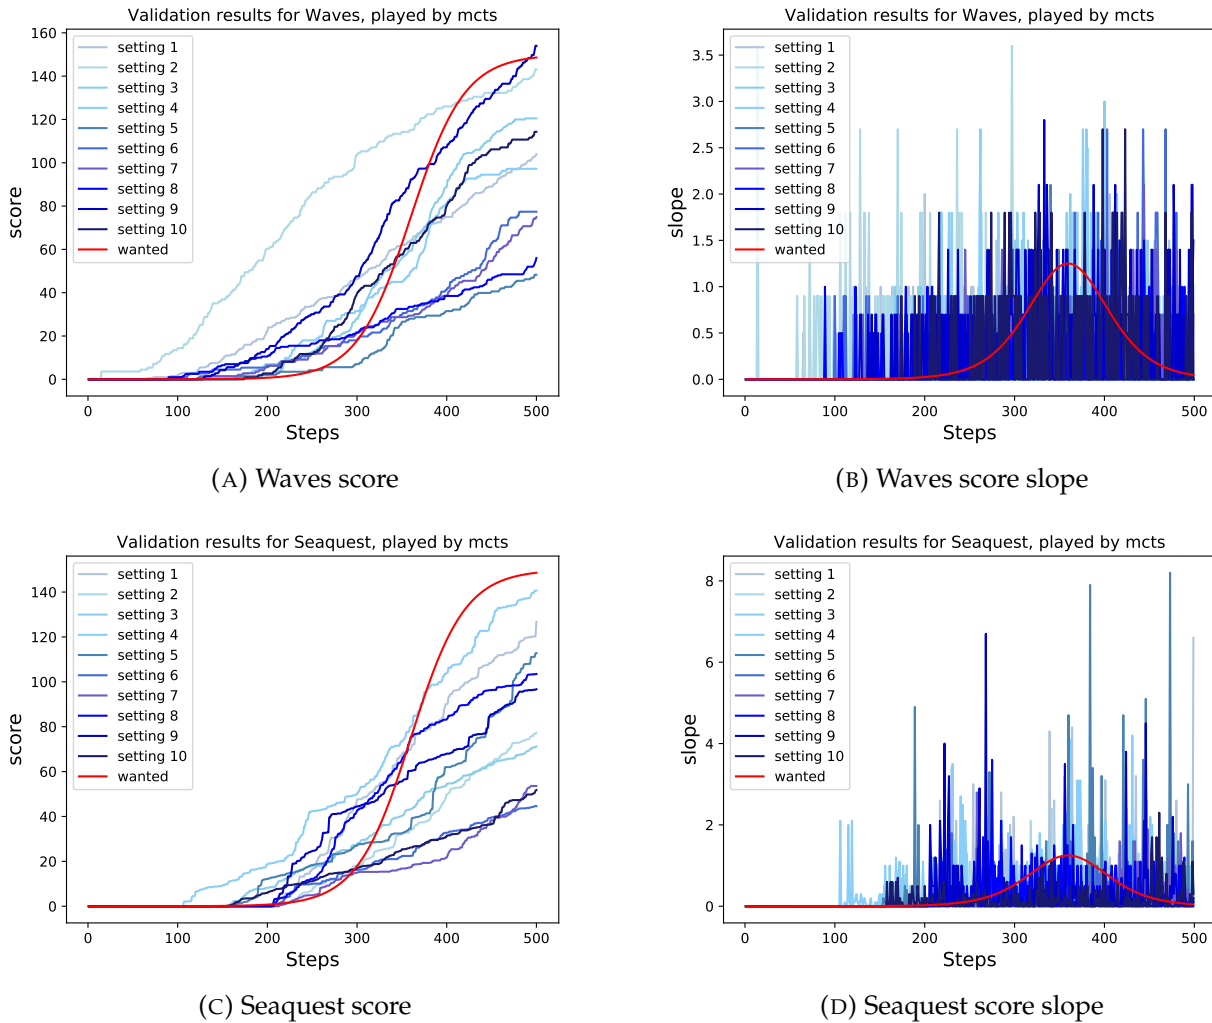 Validation results for Waves, played by mcts
score
160
140
120
100
80
60
40
20
0
setting 1
setting 2
setting 3
setting 4
setting 5
setting 6
setting 7
setting 8
setting 9
setting 10
wanted
0 100 200 300 400 500
Steps
(A) Waves score
Validation results for Waves, played by mcts
slope
3.5
3.0
2.5
2.0
1.5
1.0
0.5
0.0
setting 1
setting 2
setting 3
setting 4
setting 5
setting 6
setting 7
setting 8
setting 9
setting 10
wanted
0 100 200 300 400 500
Steps
(B) Waves score slope
Validation results for Seaquest, played by mcts
score
140
120
100
80
60
40
20
0
setting 1
setting 2
setting 3
setting 4
setting 5
setting 6
setting 7
setting 8
setting 9
setting 10
wanted
0 100 200 300 400 500
Steps
(C) Seaquest score
Validation results for Seaquest, played by mcts
slope
8
6
4
2
0
setting 1
setting 2
setting 3
setting 4
setting 5
setting 6
setting 7
setting 8
setting 9
setting 10
wanted
0 100 200 300 400 500
Steps
(D) Seaquest score slope